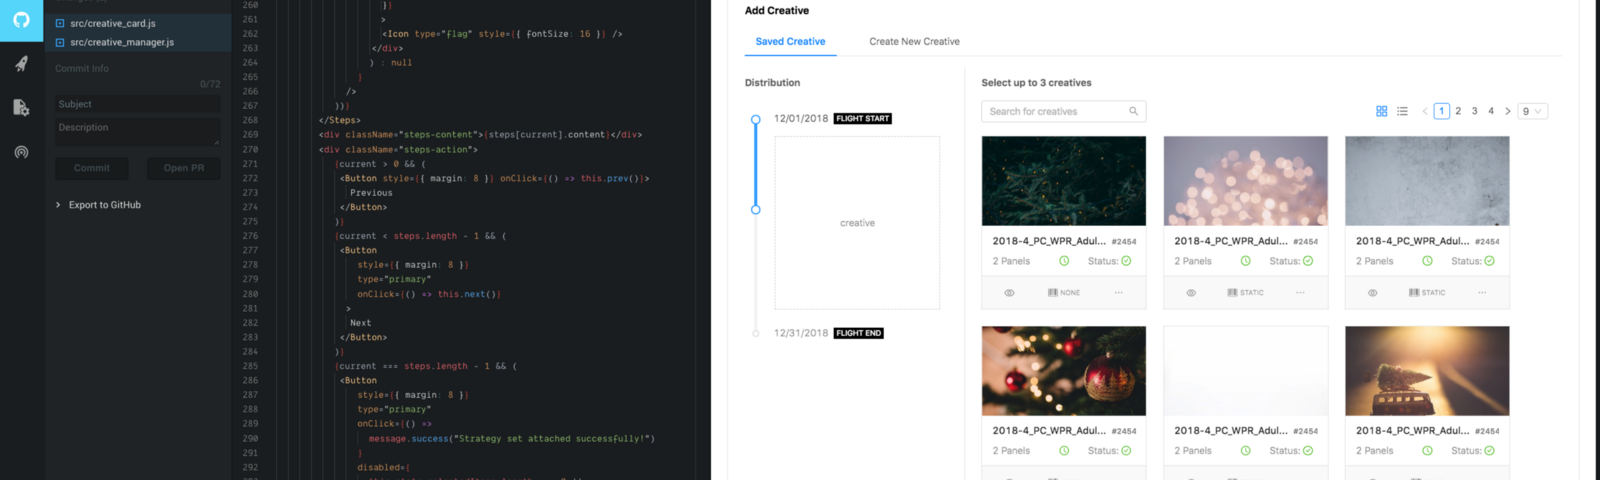 src/creative_card.js
src/creative_manager.js
Commit Info
0/72
Subject
Description
Commit
Open PR
Export to GitHub
260 }}
261 >
262 <Icon type="flag" style={{ fontSize: 16 }} />
263 </div>
264 ) : null
265 }
266 />
267 ))}
268 </Steps>
269 <div className="steps-content">{steps[current].content}</div>
270 <div className="steps-action">
271 {current > 0 && (
272 <Button style={{ margin: 8 }} onClick={() => this.prev()}>
273 Previous
274 </Button>
275 )}
276 {current < steps.length - 1 && (
277 <Button
278 style={{ margin: 8 }}
279 type="primary"
280 onClick={() => this.next()}
281 >
282 Next
283 </Button>
284 )}
285 {current === steps.length - 1 && (
286 <Button
287 style={{ margin: 8 }}
288 type="primary"
289 onClick={() =>
290 message.success("Strategy set attached successfully!")
291 }
292 disabled={
Add Creative
Saved Creative
Create New Creative
Distribution
12/01/2018 FLIGHT START
creative
12/31/2018 FLIGHT END
Select up to 3 creatives
Search for creatives
< 1 2 3 4 > 9
2018-4_PC_WPR_Adul... #2454
2 Panels Status:
NONE ...
2018-4_PC_WPR_Adul... #2454
2 Panels Status:
STATIC ...
2018-4_PC_WPR_Adul... #2454
2 Panels Status:
STATIC ...
2018-4_PC_WPR_Adul... #2454
2 Panels Status:
2018-4_PC_WPR_Adul... #2454
2 Panels Status:
2018-4_PC_WPR_Adul... #2454
2 Panels Status: